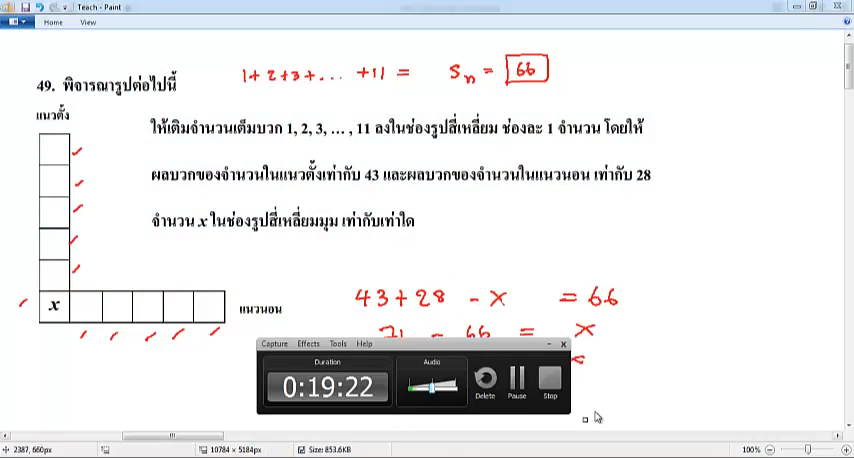 Teach - Paint
Home View
1+2+3+... +11 = Sn = 66
49. พิจารณารูปต่อไปนี้
แนวตั้ง
ให้เติมจำนวนเต็มบวก 1, 2, 3, ... , 11 ลงในช่องรูปสี่เหลี่ยม ช่องละ 1 จำนวน โดยให้
ผลบวกของจำนวนในแนวตั้งเท่ากับ 43 และผลบวกของจำนวนในแนวนอน เท่ากับ 28
จำนวน x ในช่องรูปสี่เหลี่ยมมุม เท่ากับเท่าใด
x แนวนอน
43+28 - x = 66
71 - 66 = x
Capture Effects Tools Help
Duration Audio
0:19:22
Delete Pause Stop
2387, 660px 10784 × 5184px Size: 853.6KB 100%